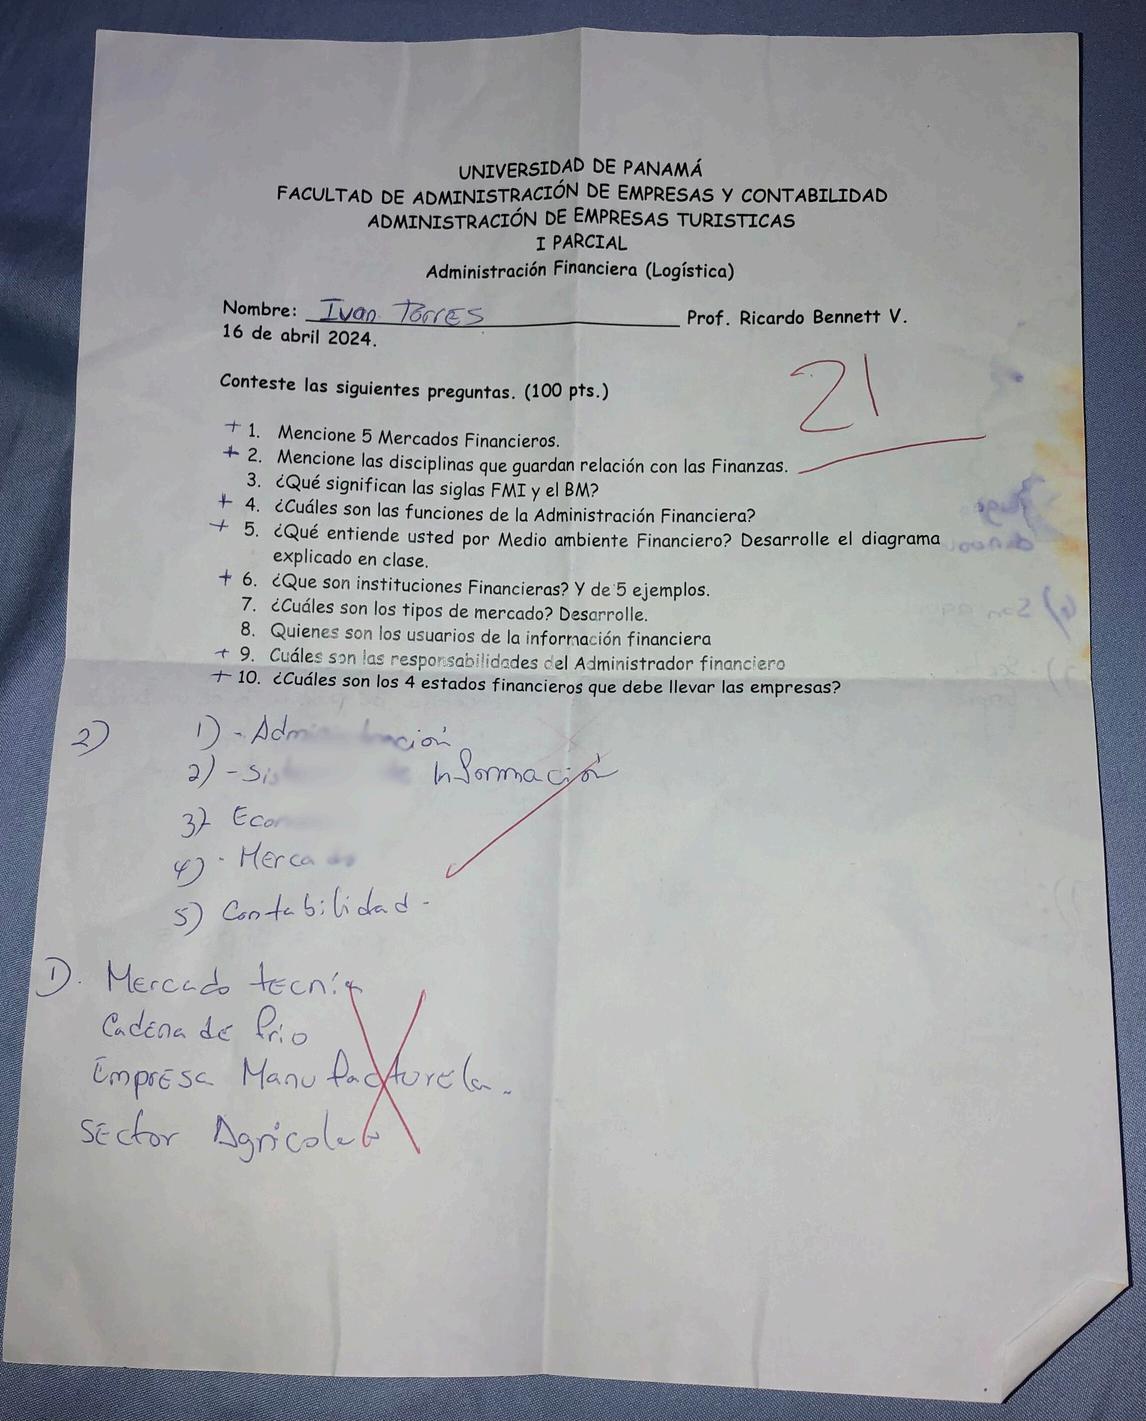 UNIVERSIDAD DE PANAMÁ
FACULTAD DE ADMINISTRACIÓN DE EMPRESAS Y CONTABILIDAD
ADMINISTRACIÓN DE EMPRESAS TURISTICAS
I PARCIAL
Administración Financiera (Logística)
Nombre: Ivan Torres Prof. Ricardo Bennett V.
16 de abril 2024.
21
Conteste las siguientes preguntas. (100 pts.)
+ 1. Mencione 5 Mercados Financieros.
+ 2. Mencione las disciplinas que guardan relación con las Finanzas.
3. ¿Qué significan las siglas FMI y el BM?
+ 4. ¿Cuáles son las funciones de la Administración Financiera?
+ 5. ¿Qué entiende usted por Medio ambiente Financiero? Desarrolle el diagrama
explicado en clase.
+ 6. ¿Que son instituciones Financieras? Y de 5 ejemplos.
7. ¿Cuáles son los tipos de mercado? Desarrolle.
8. Quienes son los usuarios de la información financiera
+ 9. Cuáles son las responsabilidades del Administrador financiero
+ 10. ¿Cuáles son los 4 estados financieros que debe llevar las empresas?
2) 1) - Administración
2) - de Información
3)
4) - Mercado
5) Contabilidad -
1). Mercado tecnia
Cadena de frio
Empresa
Sector Agricola